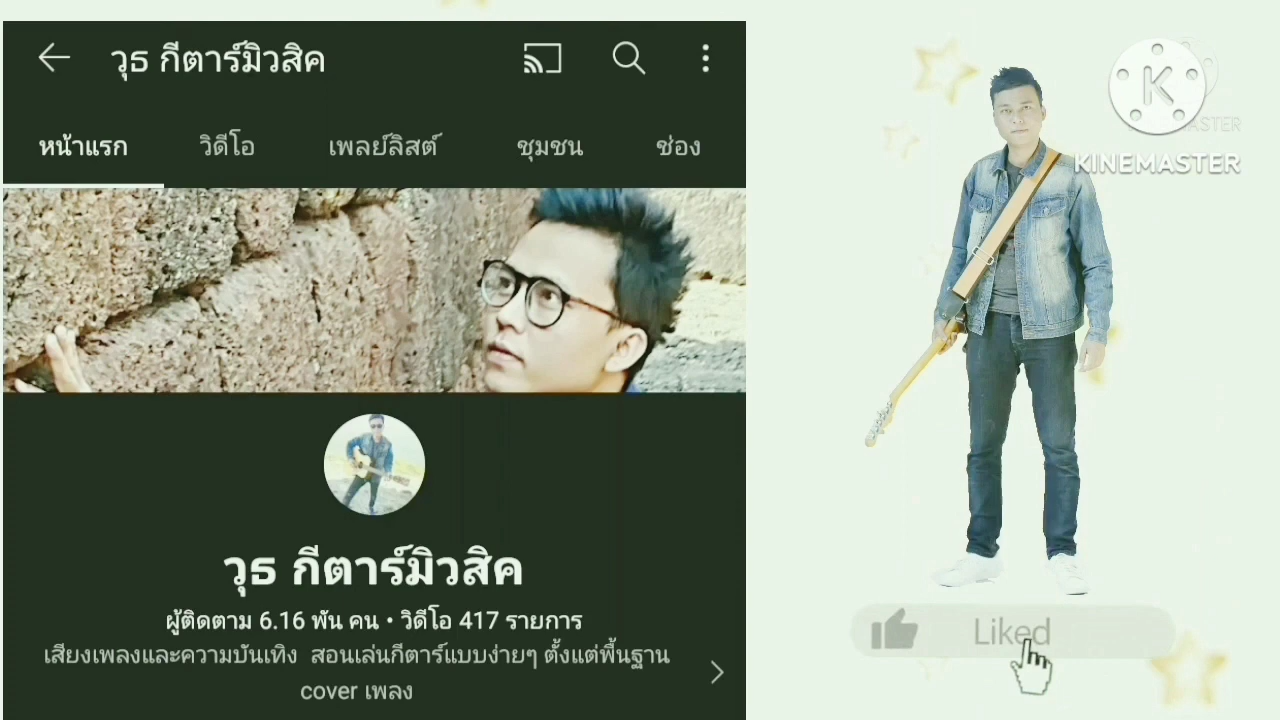 วุธ กีตาร์มิวสิค
หน้าแรก วิดีโอ เพลย์ลิสต์ ชุมชน ช่อง
วุธ กีตาร์มิวสิค
ผู้ติดตาม 6.16 พัน คน • วิดีโอ 417 รายการ
เสียงเพลงและความบันเทิง สอนเล่นกีตาร์แบบง่ายๆ ตั้งแต่พื้นฐาน
cover เพลง
K
KINEMASTER
Liked